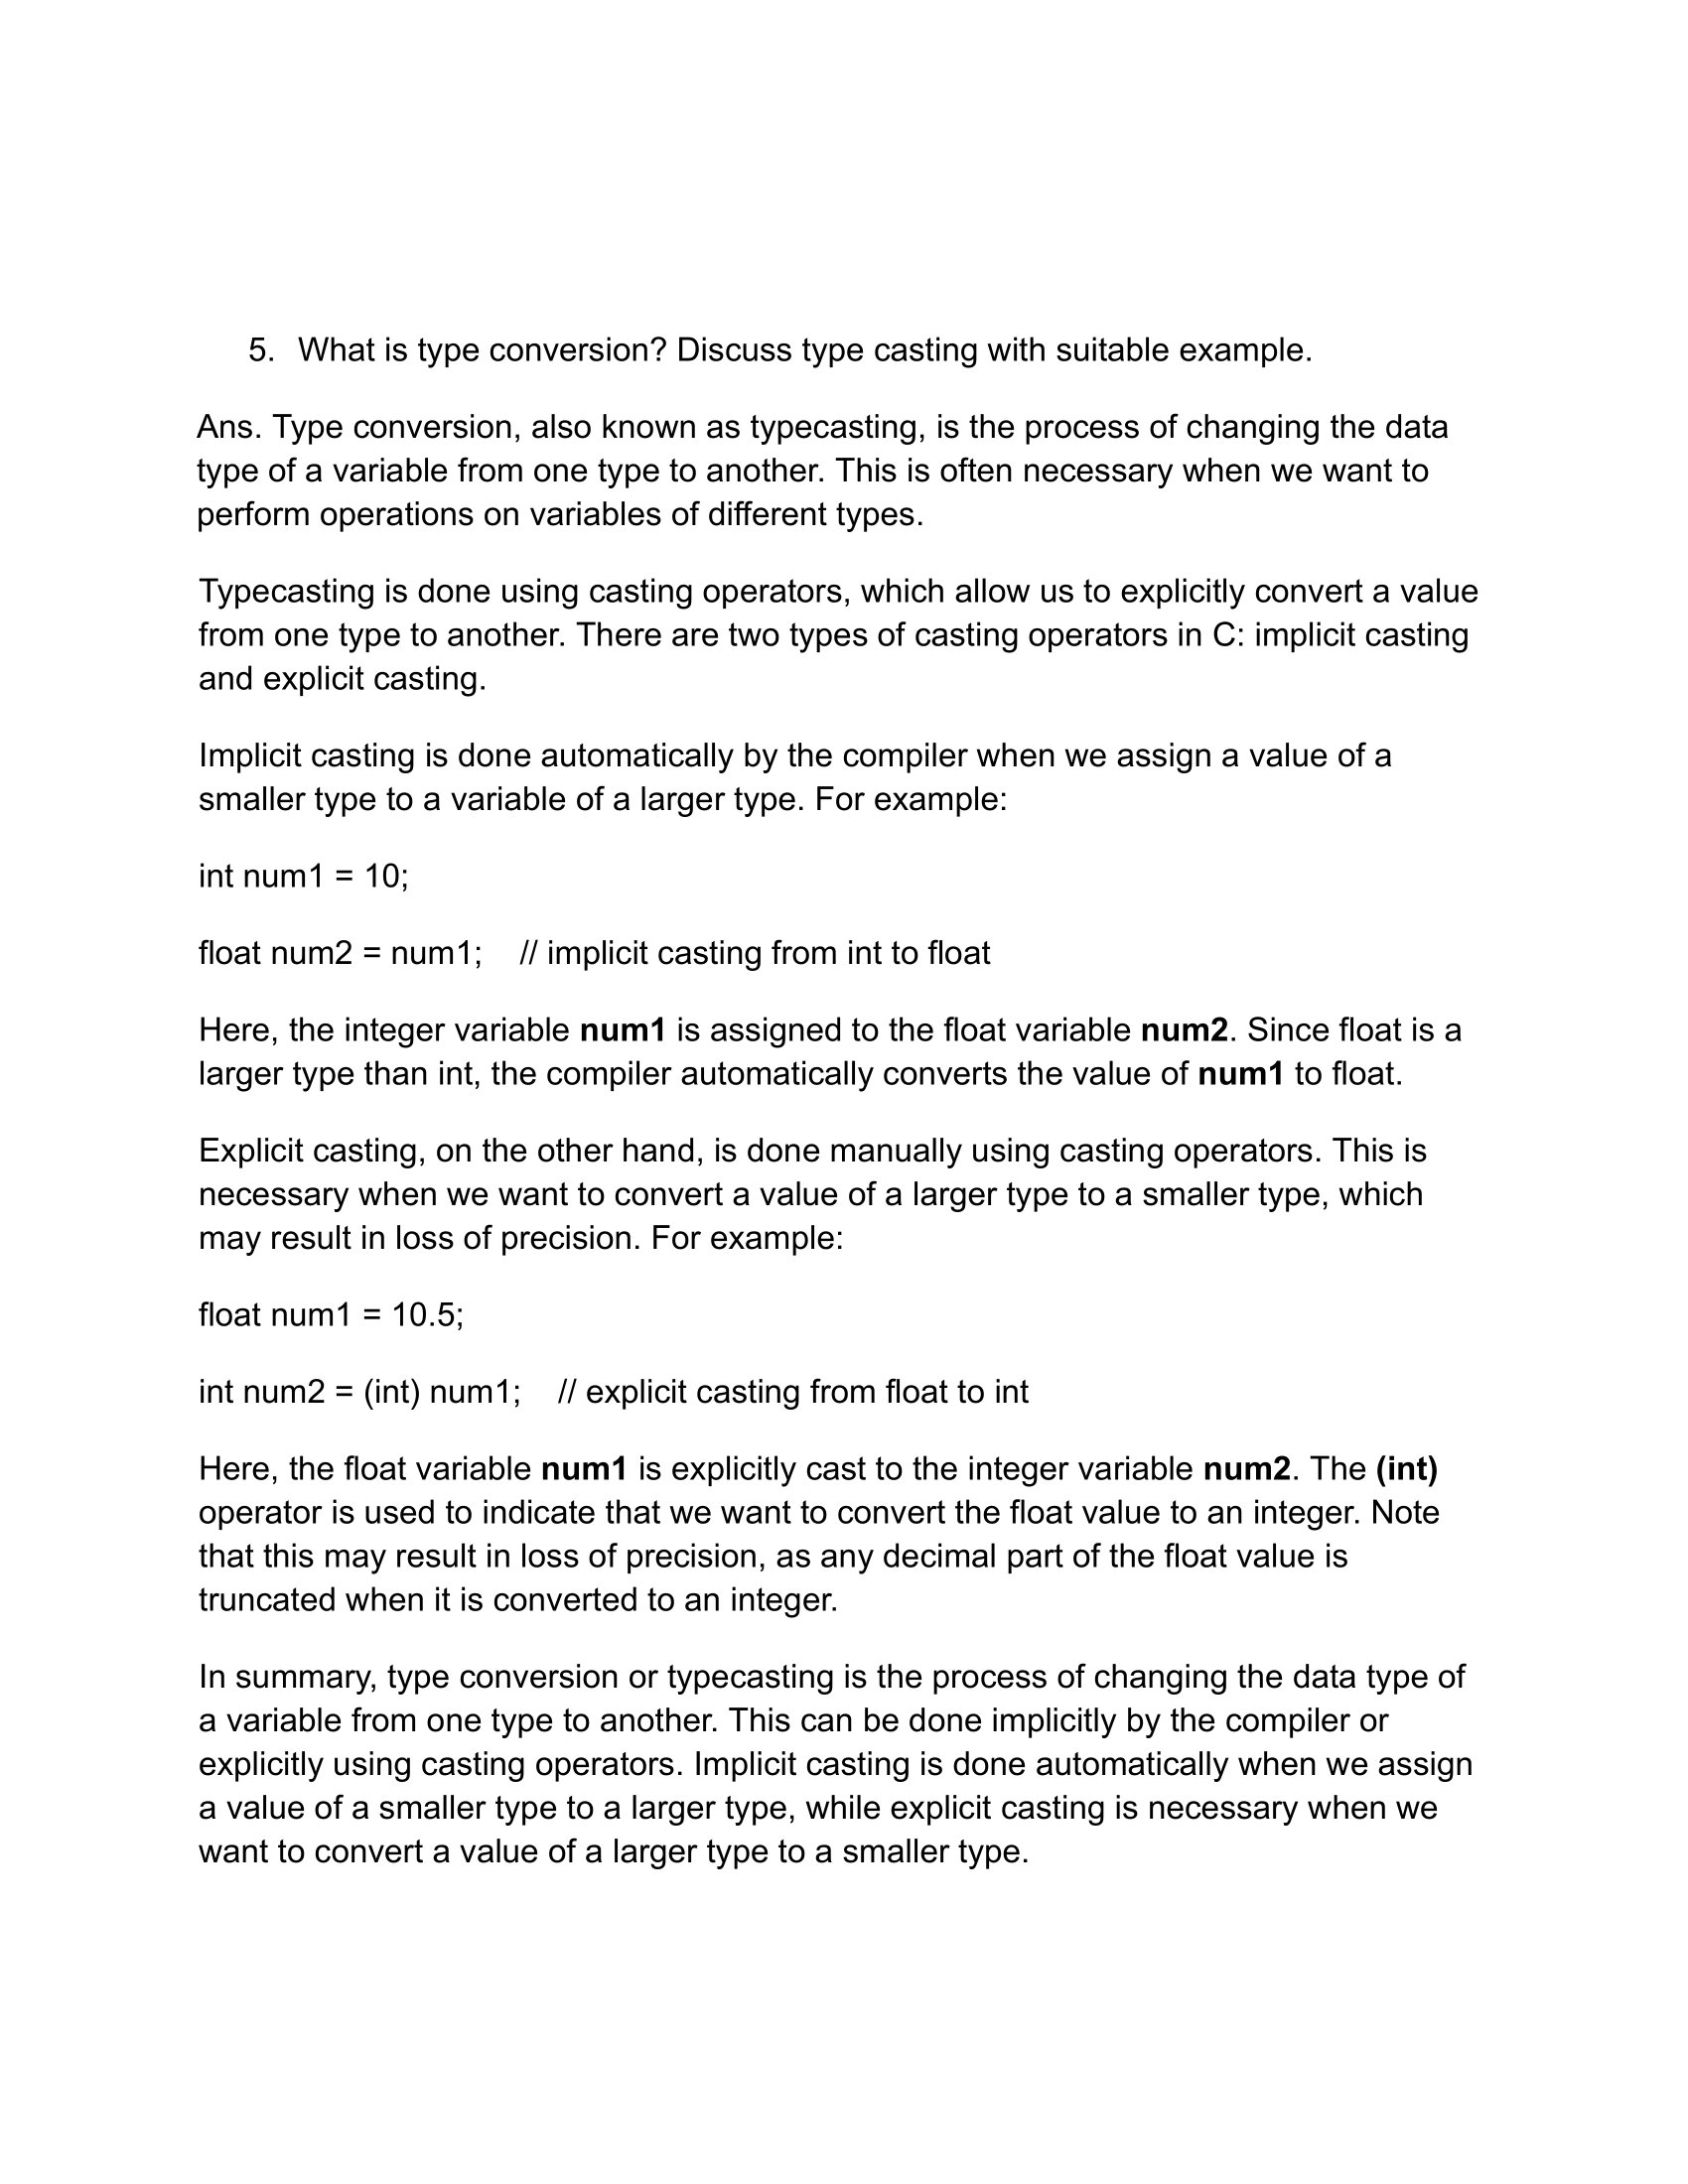 5. What is type conversion? Discuss type casting with suitable example.
Ans. Type conversion, also known as typecasting, is the process of changing the data
type of a variable from one type to another. This is often necessary when we want to
perform operations on variables of different types.
Typecasting is done using casting operators, which allow us to explicitly convert a value
from one type to another. There are two types of casting operators in C: implicit casting
and explicit casting.
Implicit casting is done automatically by the compiler when we assign a value of a
smaller type to a variable of a larger type. For example:
int num1 = 10;
float num2 = num1;    // implicit casting from int to float
Here, the integer variable num1 is assigned to the float variable num2. Since float is a
larger type than int, the compiler automatically converts the value of num1 to float.
Explicit casting, on the other hand, is done manually using casting operators. This is
necessary when we want to convert a value of a larger type to a smaller type, which
may result in loss of precision. For example:
float num1 = 10.5;
int num2 = (int) num1;    // explicit casting from float to int
Here, the float variable num1 is explicitly cast to the integer variable num2. The (int)
operator is used to indicate that we want to convert the float value to an integer. Note
that this may result in loss of precision, as any decimal part of the float value is
truncated when it is converted to an integer.
In summary, type conversion or typecasting is the process of changing the data type of
a variable from one type to another. This can be done implicitly by the compiler or
explicitly using casting operators. Implicit casting is done automatically when we assign
a value of a smaller type to a larger type, while explicit casting is necessary when we
want to convert a value of a larger type to a smaller type.